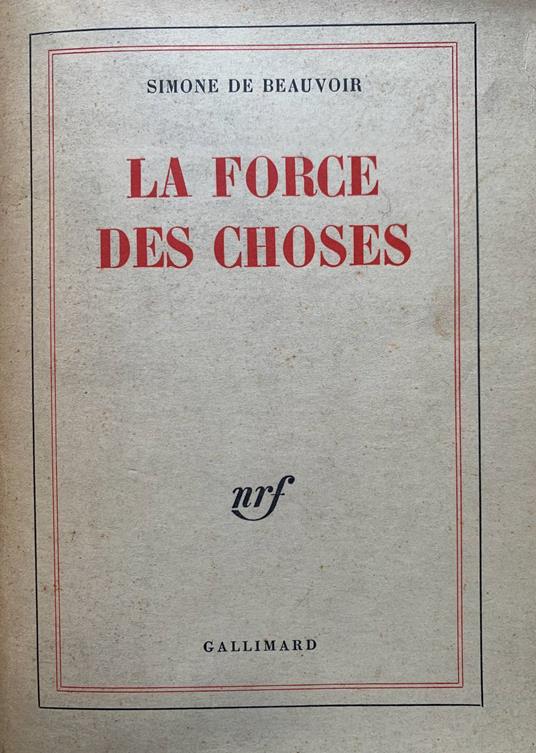 SIMONE DE BEAUVOIR
LA FORCE
DES CHOSES
nrf
GALLIMARD